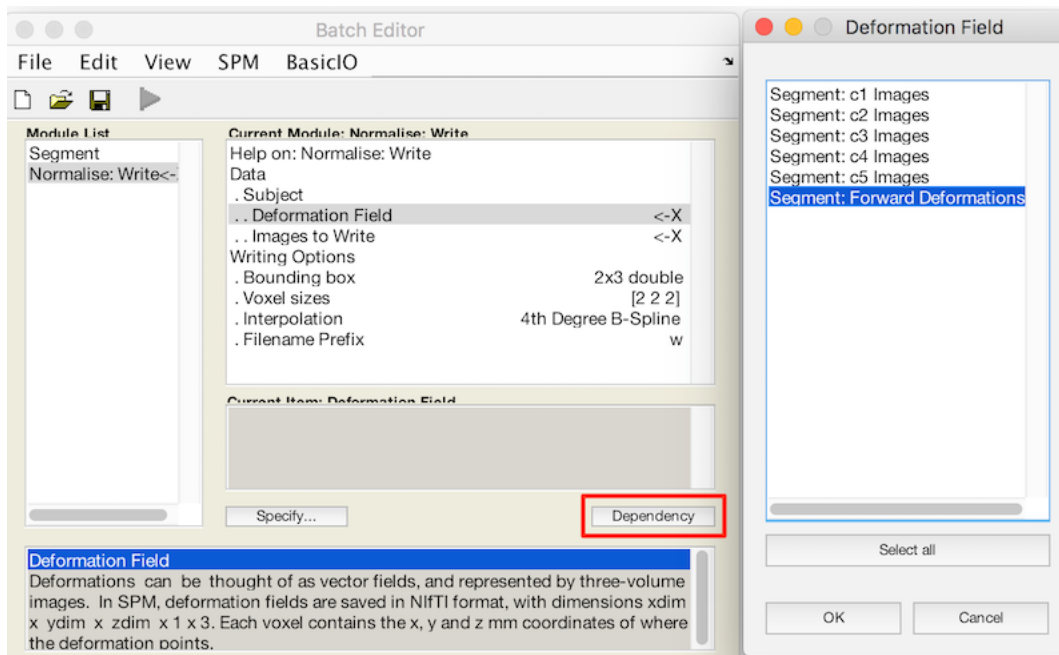 Batch Editor
File Edit View SPM BasicIO
Module List
Segment
Normalise: Write<-
Current Module: Normalise: Write
Help on: Normalise: Write
Data
. Subject
. . Deformation Field <-X
. . Images to Write <-X
Writing Options
. Bounding box 2x3 double
. Voxel sizes [2 2 2]
. Interpolation 4th Degree B-Spline
. Filename Prefix w
Current Item: Deformation Field
Specify...
Dependency
Deformation Field
Deformations can be thought of as vector fields, and represented by three-volume
images. In SPM, deformation fields are saved in NIfTI format, with dimensions xdim
x ydim x zdim x 1 x 3. Each voxel contains the x, y and z mm coordinates of where
the deformation points.
Deformation Field
Segment: c1 Images
Segment: c2 Images
Segment: c3 Images
Segment: c4 Images
Segment: c5 Images
Segment: Forward Deformations
Select all
OK
Cancel